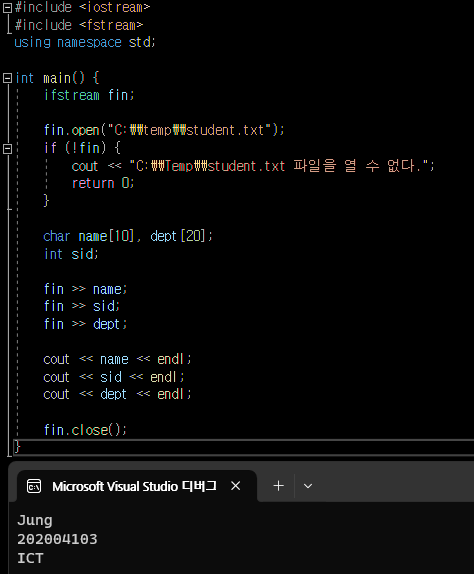 #include <iostream>
#include <fstream>
using namespace std;
int main() {
ifstream fin;
fin.open("C:₩₩temp₩₩student.txt");
if (!fin) {
cout << "C:₩₩Temp₩₩student.txt 파일을 열 수 없다.";
return 0;
}
char name[10], dept[20];
int sid;
fin >> name;
fin >> sid;
fin >> dept;
cout << name << endl;
cout << sid << endl;
cout << dept << endl;
fin.close();
}
Microsoft Visual Studio 디버그
Jung
202004103
ICT